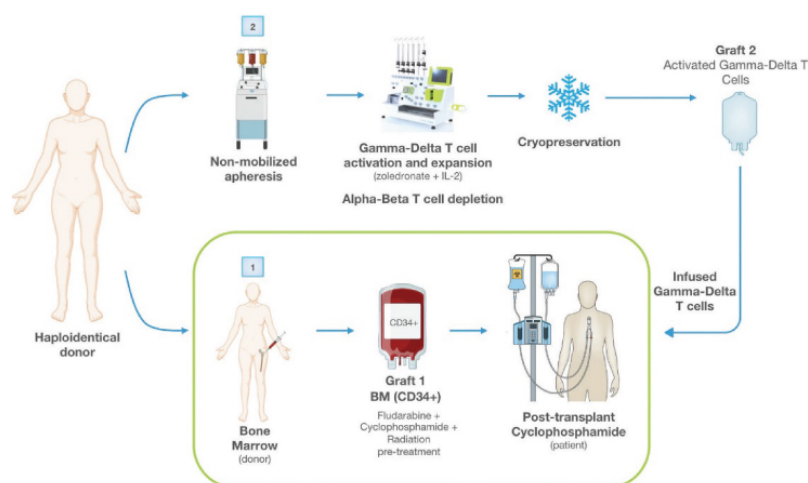 2
Non-mobilized
apheresis
Gamma-Delta T cell
activation and expansion
(zoledronate + IL-2)
Alpha-Beta T cell depletion
Cryopreservation
Graft 2
Activated Gamma-Delta T
Cells
Haploidentical
donor
1
Bone
Marrow
(donor)
CD34+
Graft 1
BM (CD34+)
Fludarabine +
Cyclophosphamide +
Radiation
pre-treatment
Post-transplant
Cyclophosphamide
(patient)
Infused
Gamma-Delta
T cells